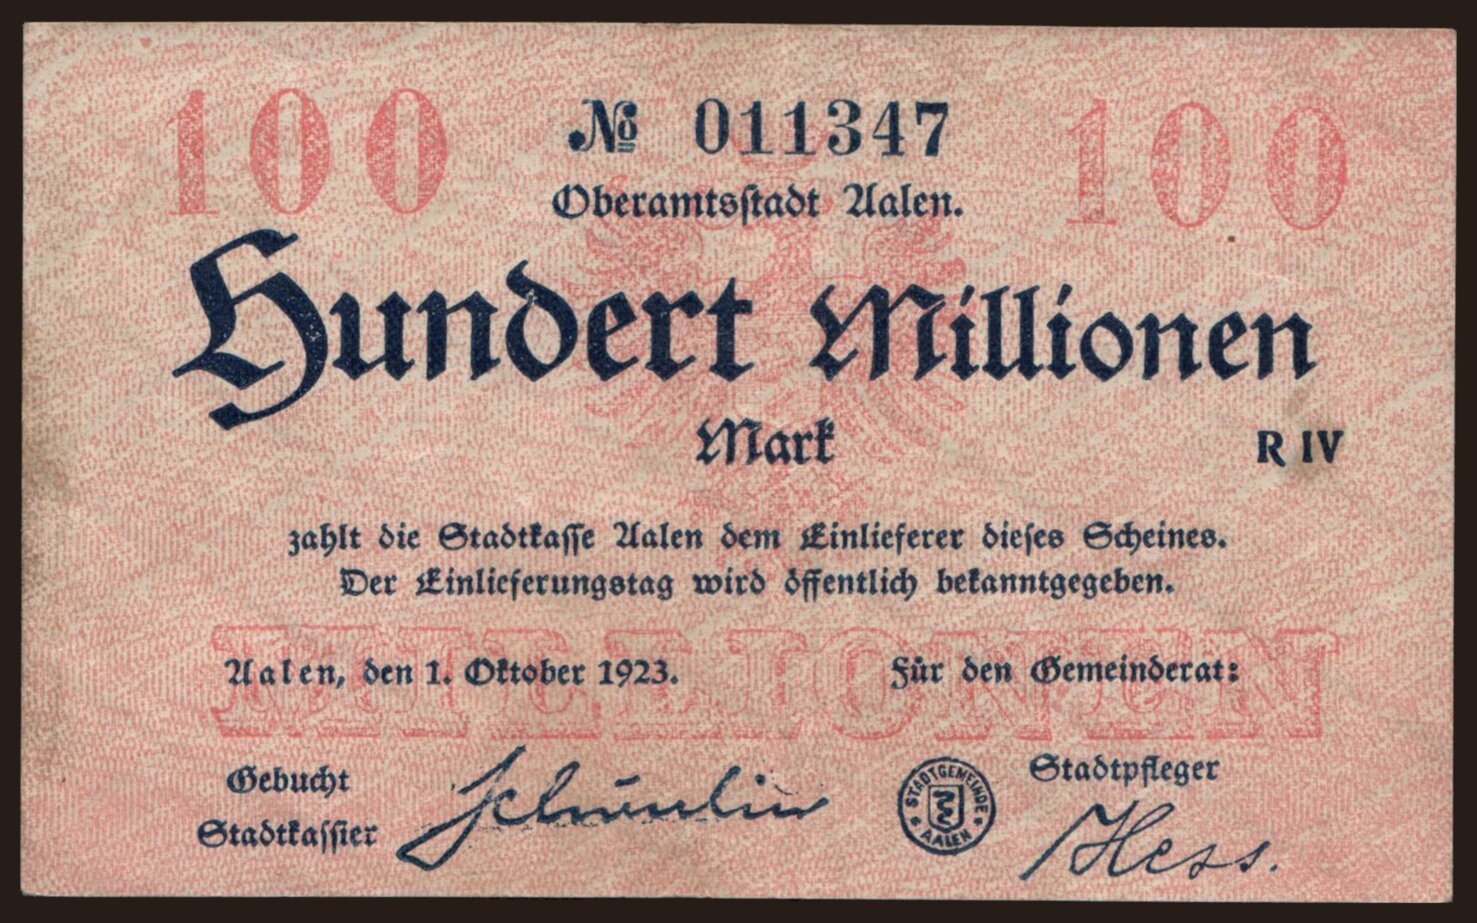 100 № 011347 100
Oberamtsstadt Aalen.
Hundert Millionen
Mark
R IV
zahlt die Stadtkasse Aalen dem Einlieferer dieses Scheines.
Der Einlieferungstag wird öffentlich bekanntgegeben.
MILLIONEN
Aalen, den 1. Oktober 1923. Für den Gemeinderat:
Gebucht
Stadtkassier
STADTGEMEINDE
AALEN
Stadtpfleger
Hess.